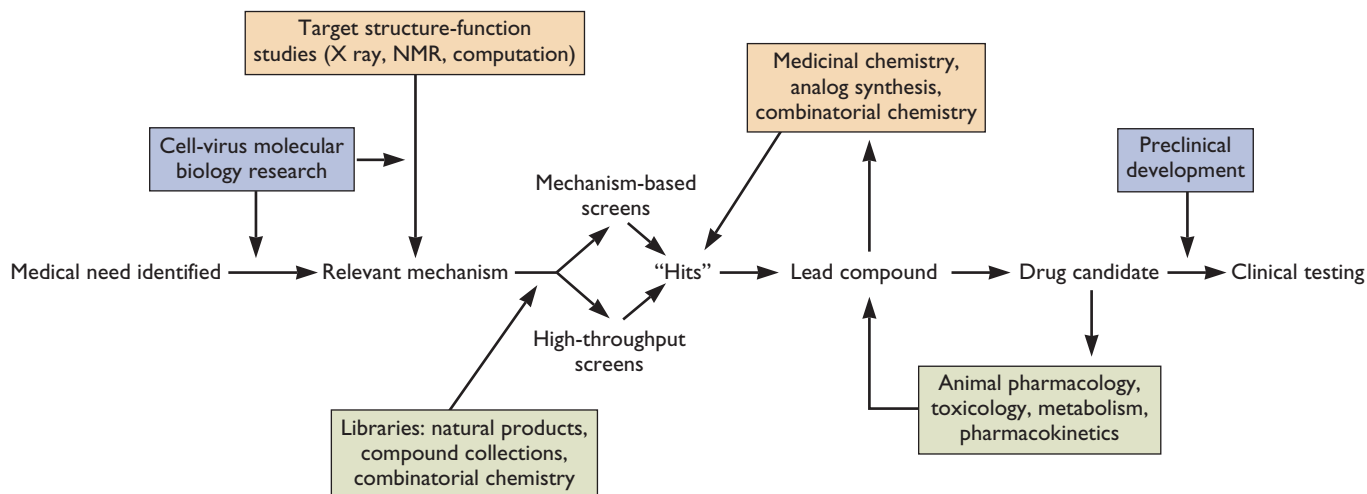 Target structure-function
studies (X ray, NMR, computation)
Medicinal chemistry,
analog synthesis,
combinatorial chemistry
Cell-virus molecular
biology research
Preclinical
development
Mechanism-based
screens
Medical need identified
Relevant mechanism
“Hits”
Lead compound
Drug candidate
Clinical testing
High-throughput
screens
Libraries: natural products,
compound collections,
combinatorial chemistry
Animal pharmacology,
toxicology, metabolism,
pharmacokinetics